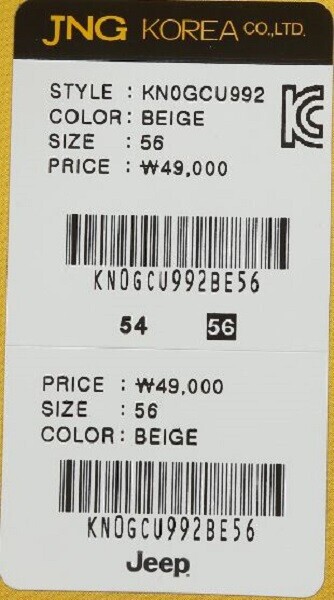 JNG KOREA CO.,LTD.
STYLE : KN0GCU992
COLOR : BEIGE
SIZE : 56
PRICE : ₩49,000
KN0GCU992BE56
54 56
PRICE : ₩49,000
SIZE : 56
COLOR : BEIGE
KN0GCU992BE56
Jeep